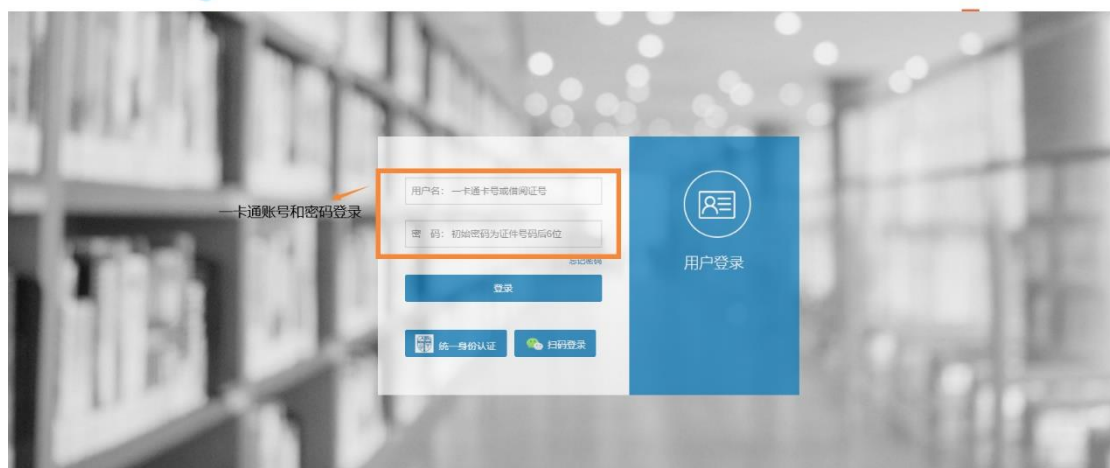 用户名： 一卡通卡号或借阅证号
一卡通账号和密码登录
密 码： 初始密码为证件号码后6位
忘记密码
用户登录
登录
统一身份认证
扫码登录